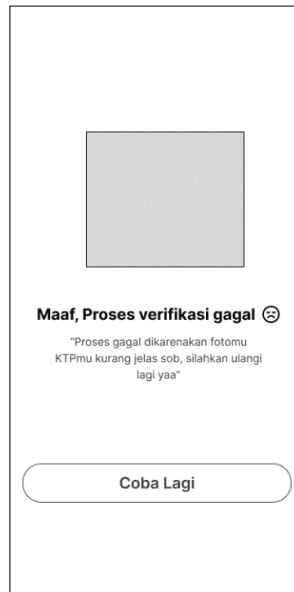 Maaf, Proses verifikasi gagal 😞
"Proses gagal dikarenakan fotomu
KTPmu kurang jelas sob, silahkan ulangi
lagi yaa"
Coba Lagi